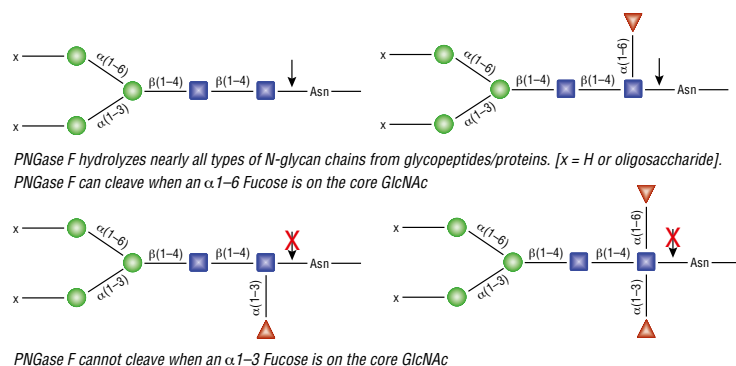 α(1–6)
x
α(1–6)
β(1–4) β(1–4)
Asn
α(1–3)
x
x
α(1–6)
β(1–4) β(1–4)
Asn
α(1–3)
x
PNGase F hydrolyzes nearly all types of N-glycan chains from glycopeptides/proteins. [x = H or oligosaccharide].
PNGase F can cleave when an α1–6 Fucose is on the core GlcNAc
x
α(1–6)
β(1–4) β(1–4)
X
Asn
α(1–3)
x
α(1–3)
x
α(1–6)
β(1–4) β(1–4)
α(1–6)
X
Asn
α(1–3)
x
α(1–3)
PNGase F cannot cleave when an α1–3 Fucose is on the core GlcNAc